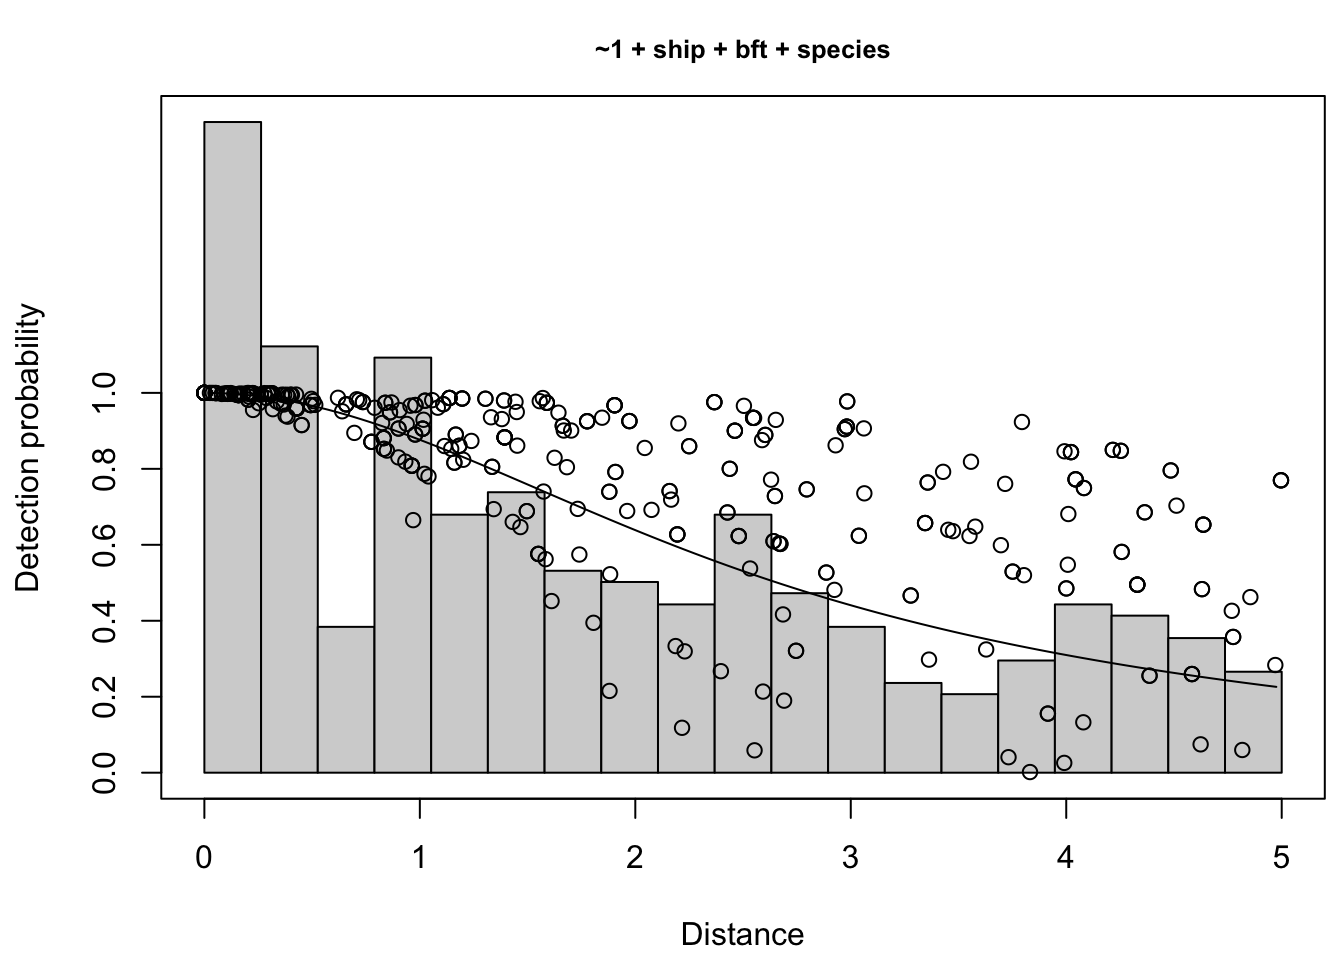 ~1 + ship + bft + species
Detection probability
1.0
0.8
0.6
0.4
0.2
0.0
0 1 2 3 4 5
Distance